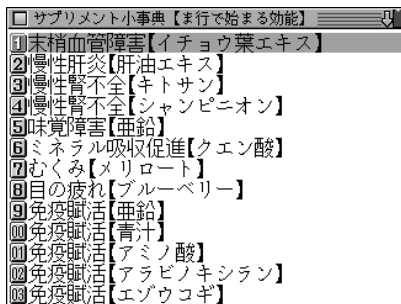 サプリメント小事典【ま行で始まる効能】
1末梢血管障害【イチョウ葉エキス】
2慢性肝炎【肝油エキス】
3慢性腎不全【キトサン】
4慢性腎不全【シャンピニオン】
5味覚障害【亜鉛】
6ミネラル吸収促進【クエン酸】
7むくみ【メリロート】
8目の疲れ【ブルーベリー】
9免疫賦活【亜鉛】
00免疫賦活【青汁】
01免疫賦活【アミノ酸】
02免疫賦活【アラビノキシラン】
03免疫賦活【エゾウコギ】